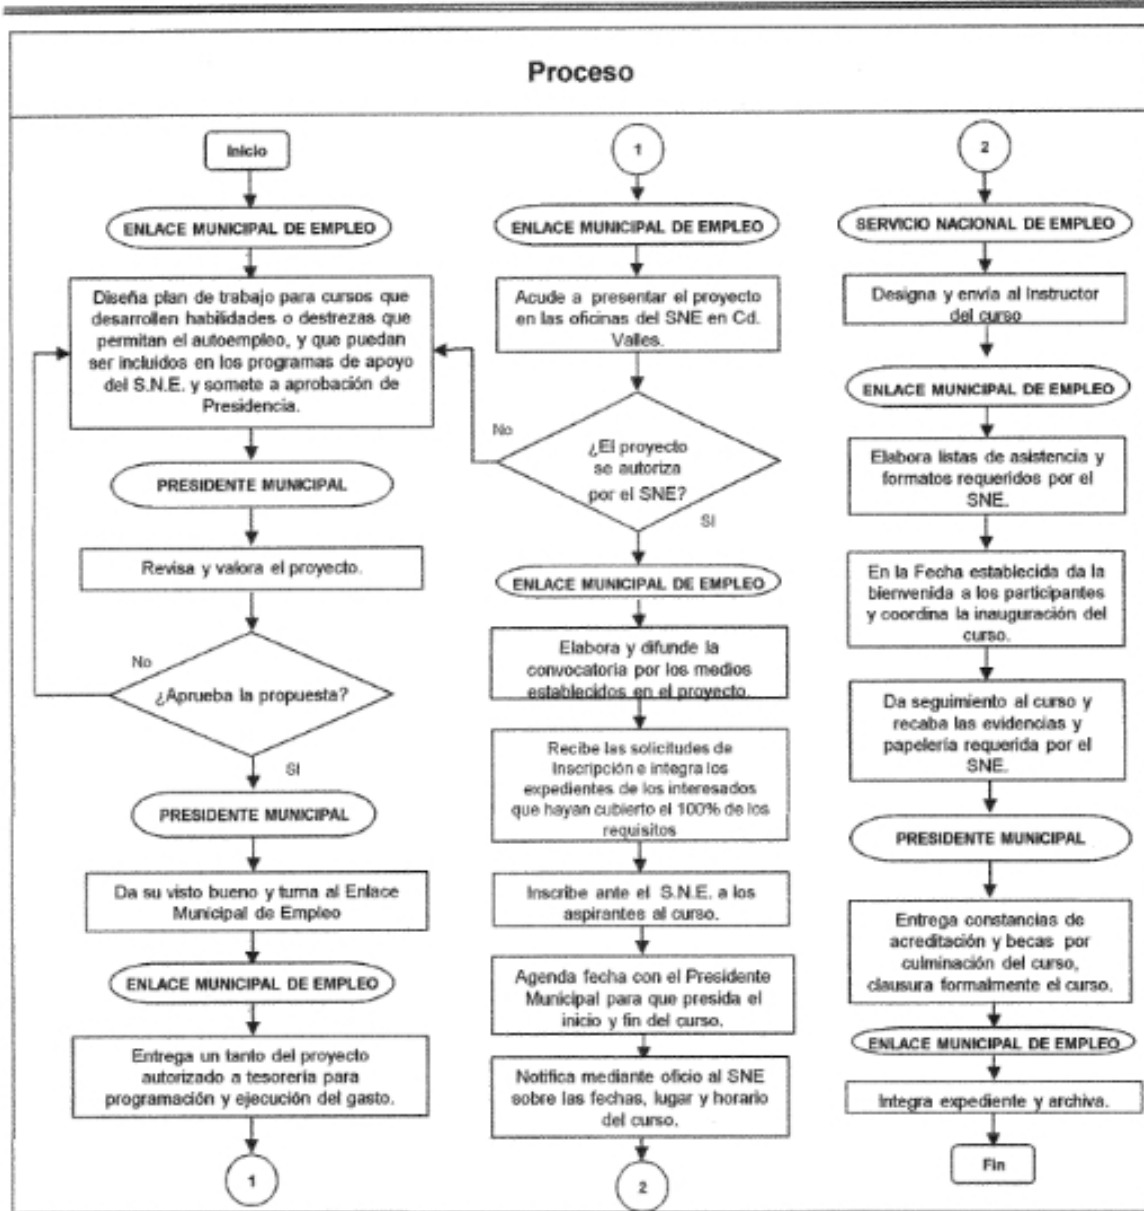 Proceso
Inicio
ENLACE MUNICIPAL DE EMPLEO
Diseña plan de trabajo para cursos que
desarrollen habilidades o destrezas que
permitan el autoempleo, y que puedan
ser incluidos en los programas de apoyo
del S.N.E. y somete a aprobación de
Presidencia.
PRESIDENTE MUNICIPAL
Revisa y valora el proyecto.
No
¿Aprueba la propuesta?
SI
PRESIDENTE MUNICIPAL
Da su visto bueno y turna al Enlace
Municipal de Empleo
ENLACE MUNICIPAL DE EMPLEO
Entrega un tanto del proyecto
autorizado a tesorería para
programación y ejecución del gasto.
1
1
ENLACE MUNICIPAL DE EMPLEO
Acude a presentar el proyecto
en las oficinas del SNE en Cd.
Valles.
No
¿El proyecto
se autoriza
por el SNE?
SI
ENLACE MUNICIPAL DE EMPLEO
Elabora y difunde la
convocatoria por los medios
establecidos en el proyecto.
Recibe las solicitudes de
Inscripción e integra los
expedientes de los interesados
que hayan cubierto el 100% de los
requisitos
Inscribe ante el S.N.E. a los
aspirantes al curso.
Agenda fecha con el Presidente
Municipal para que presida el
inicio y fin del curso.
Notifica mediante oficio al SNE
sobre las fechas, lugar y horario
del curso.
2
2
SERVICIO NACIONAL DE EMPLEO
Designa y envía al Instructor
del curso
ENLACE MUNICIPAL DE EMPLEO
Elabora listas de asistencia y
formatos requeridos por el
SNE.
En la Fecha establecida da la
bienvenida a los participantes
y coordina la inauguración del
curso.
Da seguimiento al curso y
recaba las evidencias y
papelería requerida por el
SNE.
PRESIDENTE MUNICIPAL
Entrega constancias de
acreditación y becas por
culminación del curso,
clausura formalmente el curso.
ENLACE MUNICIPAL DE EMPLEO
Integra expediente y archiva.
Fin